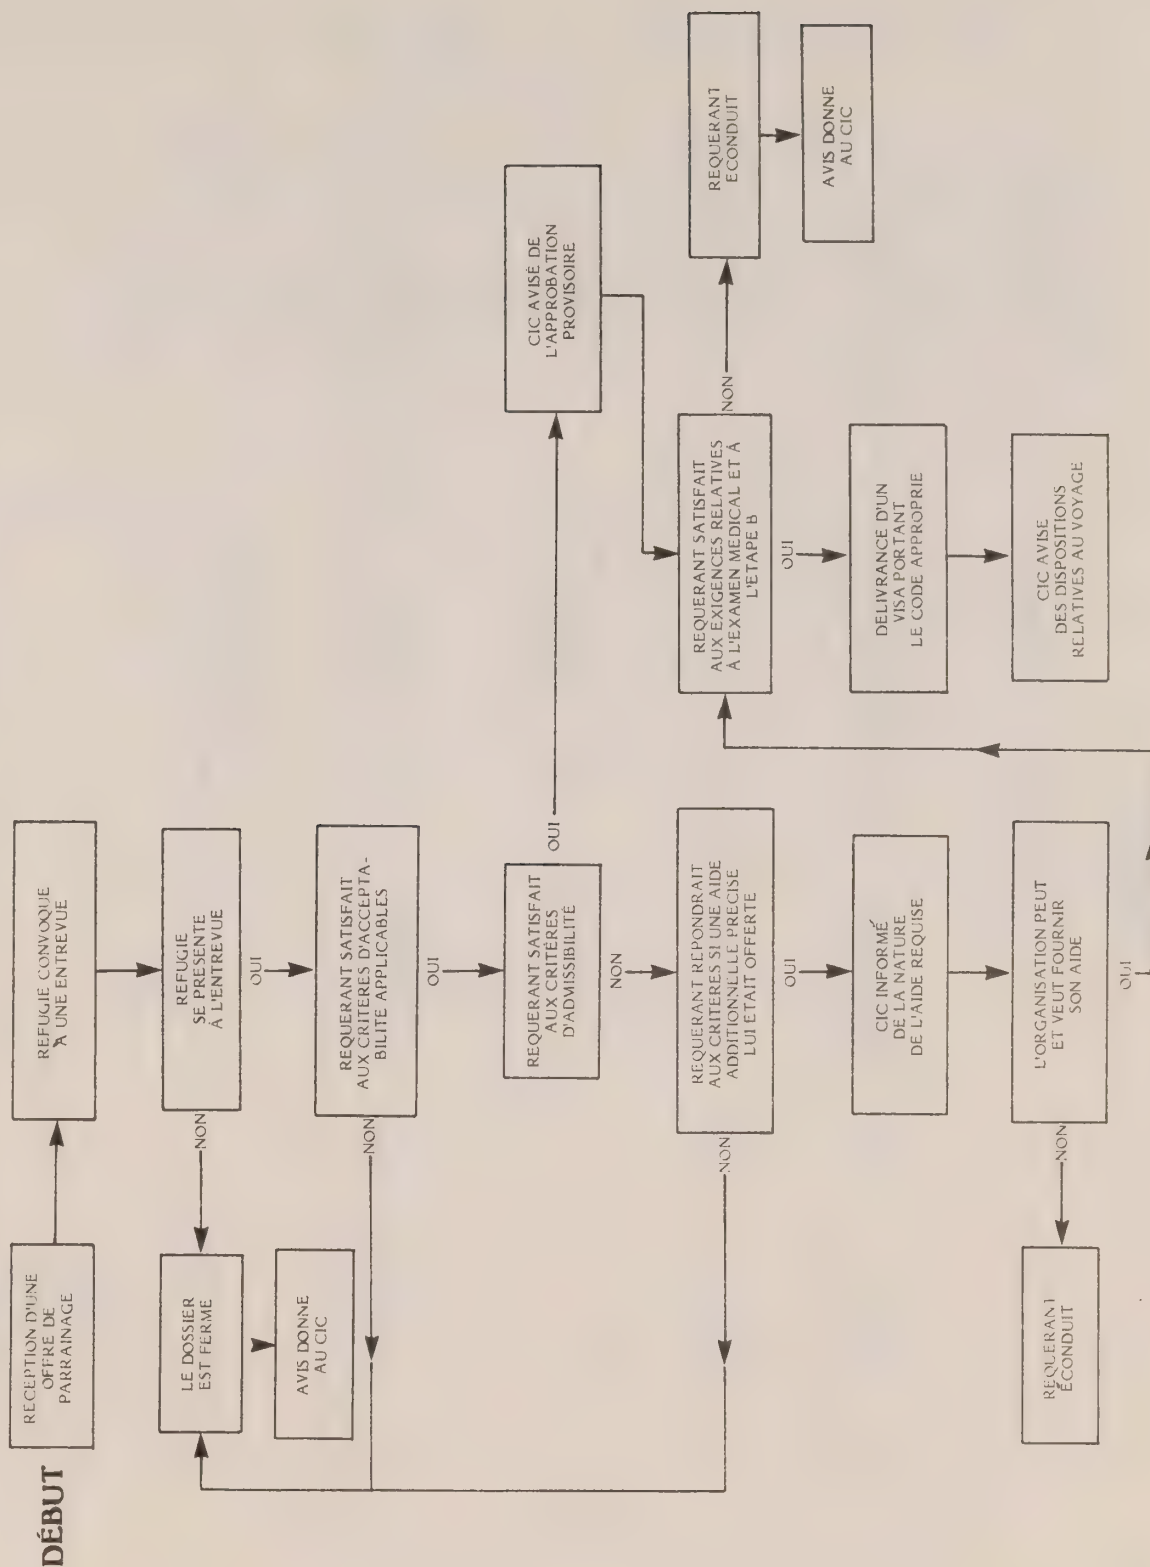 DÉBUT
RECEPTION D'UNE
OFFRE DE
PARRAINAGE
REFUGIE CONVOQUE
À UNE ENTREVUE
REFUGIE
SE PRESENTE
À L'ENTREVUE
NON
LE DOSSIER
EST FERME
AVIS DONNE
AU CIC
OUI
REQUERANT SATISFAIT
AUX CRITERES D'ACCEPTA-
BILITE APPLICABLES
NON
OUI
REQUERANT SATISFAIT
AUX CRITÉRES
D'ADMISSIBILITÉ
OUI
CIC AVISÉ DE
L'APPROBATION
PROVISOIRE
NON
REQUERANT REPONDRAIT
AUX CRITERES SI UNE AIDE
ADDITIONNELLE PRECISE
LUI ETAIT OFFERTE
NON
OUI
CIC INFORMÉ
DE LA NATURE
DE L'AIDE REQUISE
L'ORGANISATION PEUT
ET VEUT FOURNIR
SON AIDE
NON
REQUERANT
ÉCONDUIT
OUI
REQUERANT SATISFAIT
AUX EXIGENCES RELATIVES
À L'EXAMEN MEDICAL ET À
L'ETAPE B
NON
REQUERANT
ECONDUIT
AVIS DONNE
AU CIC
OUI
DELIVRANCE D'UN
VISA PORTANT
LE CODE APPROPRIE
CIC AVISE
DES DISPOSITIONS
RELATIVES AU VOYAGE